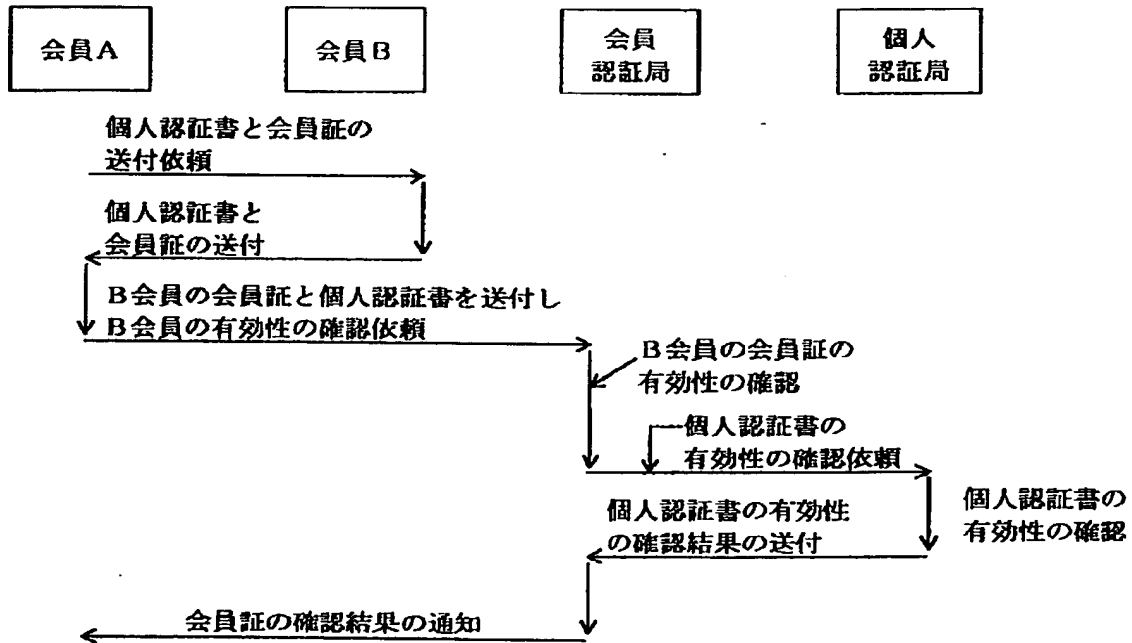 会員A
会員B
会員
認証局
個人
認証局
個人認証書と会員証の
送付依頼
個人認証書と
会員証の送付
B会員の会員証と個人認証書を送付し
B会員の有効性の確認依頼
B会員の会員証の
有効性の確認
個人認証書の
有効性の確認依頼
個人認証書の
有効性の確認
個人認証書の有効性
の確認結果の送付
会員証の確認結果の通知